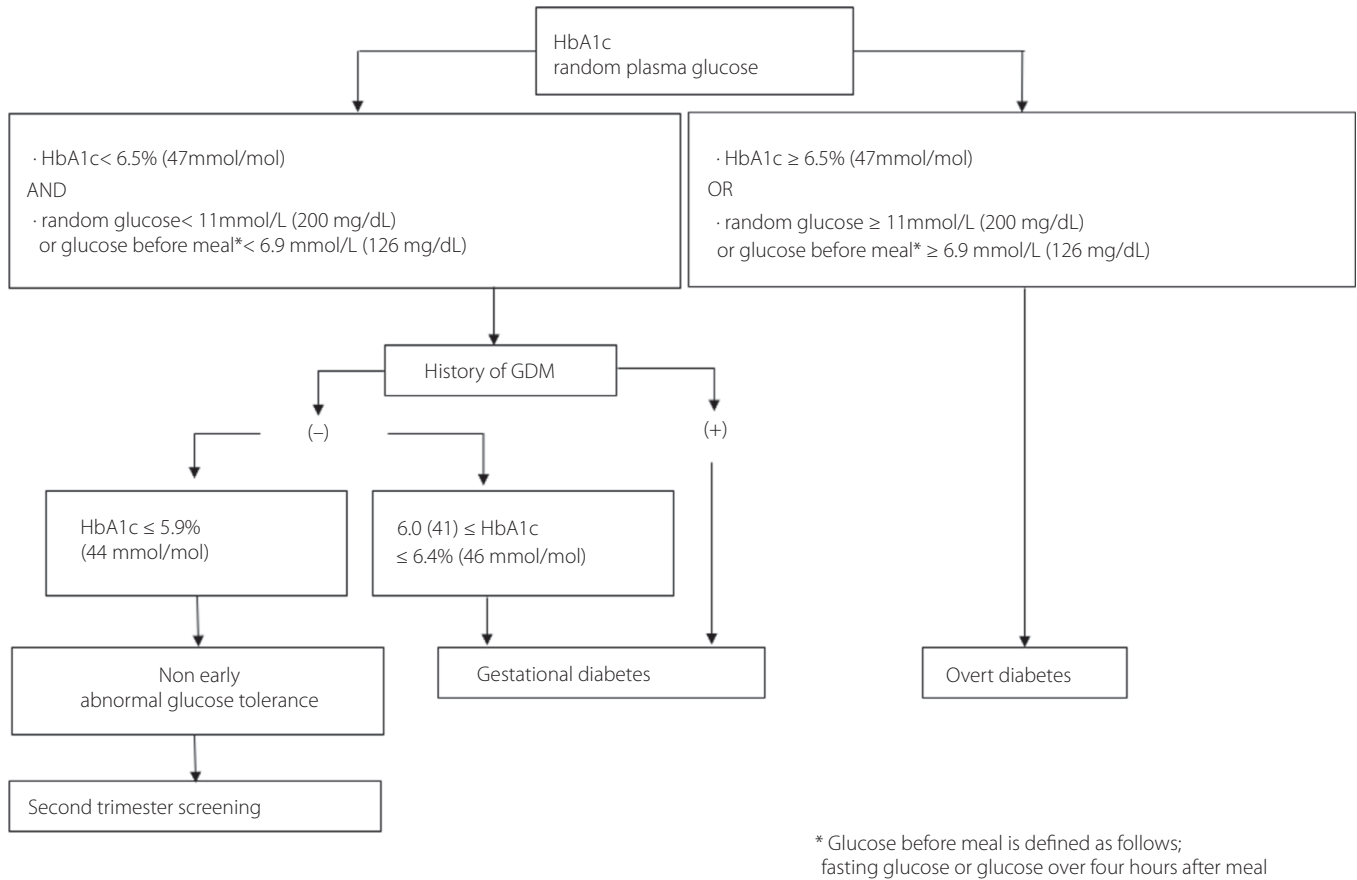 HbA1c
random plasma glucose
· HbA1c< 6.5% (47mmol/mol)
AND
· random glucose< 11mmol/L (200 mg/dL)
or glucose before meal*< 6.9 mmol/L (126 mg/dL)
· HbA1c ≥ 6.5% (47mmol/mol)
OR
· random glucose ≥ 11mmol/L (200 mg/dL)
or glucose before meal* ≥ 6.9 mmol/L (126 mg/dL)
History of GDM
(–)
(+)
HbA1c ≤ 5.9%
(44 mmol/mol)
6.0 (41) ≤ HbA1c
≤ 6.4% (46 mmol/mol)
Non early
abnormal glucose tolerance
Gestational diabetes
Overt diabetes
Second trimester screening
* Glucose before meal is defined as follows;
fasting glucose or glucose over four hours after meal